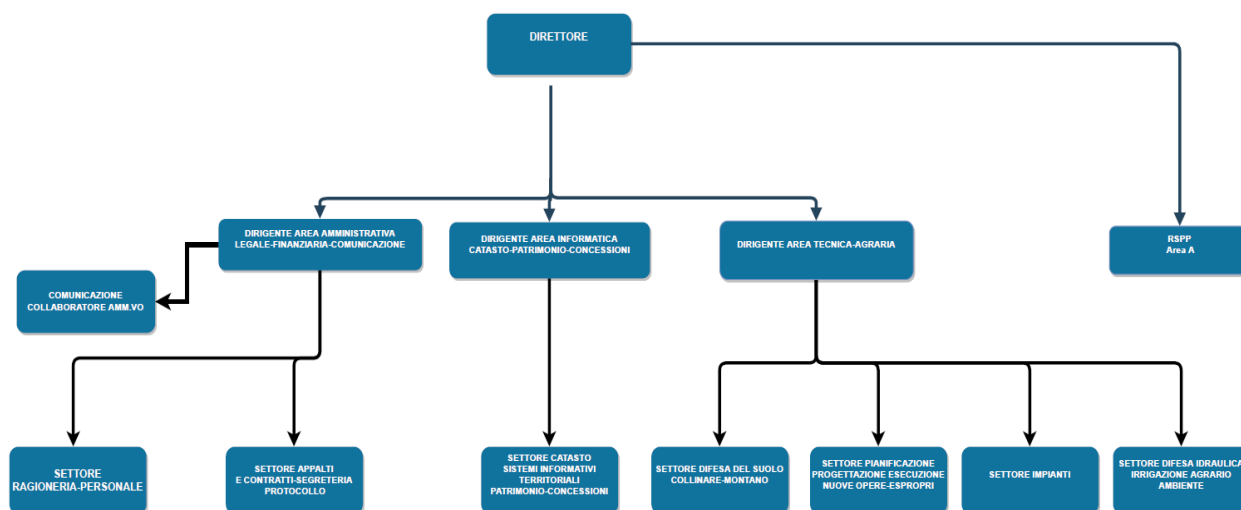 DIRETTORE
DIRIGENTE AREA AMMINISTRATIVA
LEGALE-FINANZIARIA-COMUNICAZIONE
DIRIGENTE AREA INFORMATICA
CATASTO-PATRIMONIO-CONCESSIONI
DIRIGENTE AREA TECNICA-AGRARIA
RSPP
Area A
COMUNICAZIONE
COLLABORATORE AMM.VO
SETTORE
RAGIONERIA-PERSONALE
SETTORE APPALTI
E CONTRATTI-SEGRETERIA
PROTOCOLLO
SETTORE CATASTO
SISTEMI INFORMATIVI
TERRITORIALI
PATRIMONIO-CONCESSIONI
SETTORE DIFESA DEL SUOLO
COLLINARE-MONTANO
SETTORE PIANIFICAZIONE
PROGETTAZIONE ESECUZIONE
NUOVE OPERE-ESPROPRI
SETTORE IMPIANTI
SETTORE DIFESA IDRAULICA
IRRIGAZIONE AGRARIO
AMBIENTE